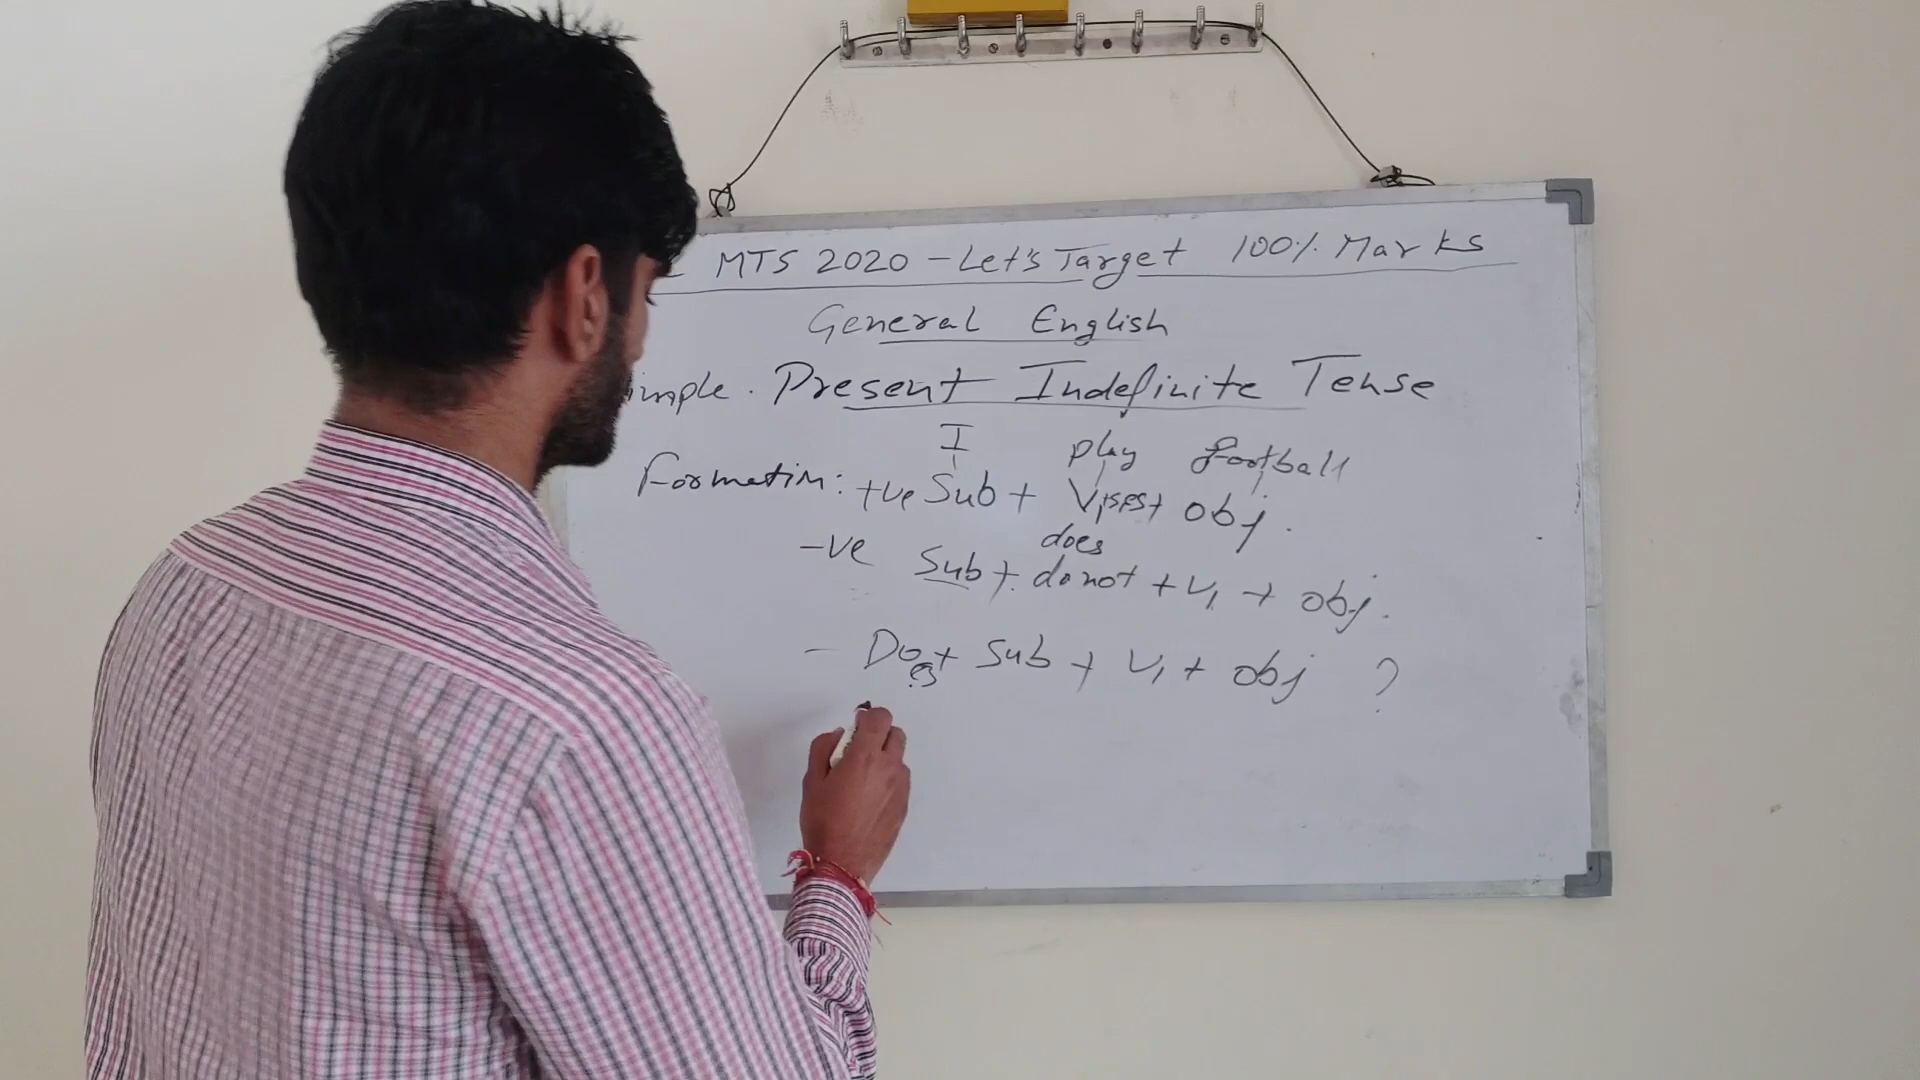 MTS 2020 - Let's Target 100% Marks
General English
imple. Present Indefinite Tense
I play football
Formation: +ve Sub + V1 s/es + obj.
does
-ve Sub + do not + V1 + obj.
- Do + Sub + V1 + obj ?
es